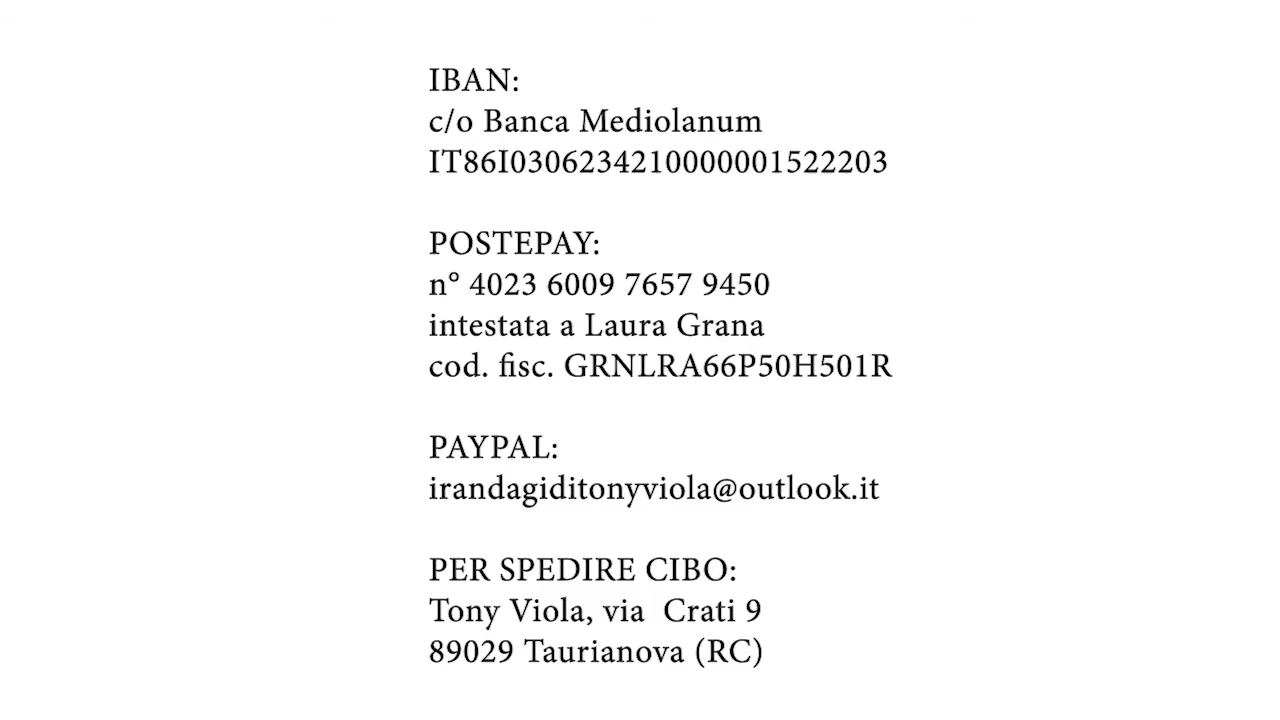 IBAN:
c/o Banca Mediolanum
IT86I0306234210000001522203
POSTEPAY:
n° 4023 6009 7657 9450
intestata a Laura Grana
cod. fisc. GRNLRA66P50H501R
PAYPAL:
irandagiditonyviola@outlook.it
PER SPEDIRE CIBO:
Tony Viola, via  Crati 9
89029 Taurianova (RC)